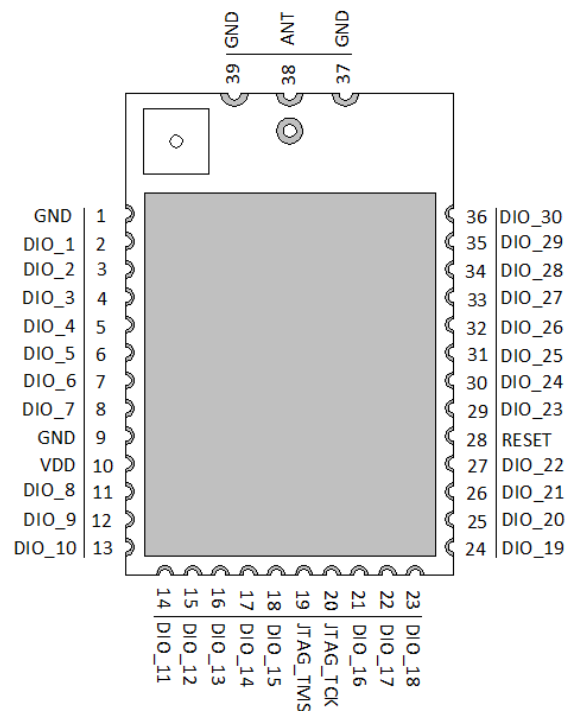 GND ANT GND
39 38 37
GND 1
DIO_1 2
DIO_2 3
DIO_3 4
DIO_4 5
DIO_5 6
DIO_6 7
DIO_7 8
GND 9
VDD 10
DIO_8 11
DIO_9 12
DIO_10 13
36 DIO_30
35 DIO_29
34 DIO_28
33 DIO_27
32 DIO_26
31 DIO_25
30 DIO_24
29 DIO_23
28 RESET
27 DIO_22
26 DIO_21
25 DIO_20
24 DIO_19
14 DIO_11
15 DIO_12
16 DIO_13
17 DIO_14
18 DIO_15
19 JTAG_TMS
20 JTAG_TCK
21 DIO_16
22 DIO_17
23 DIO_18